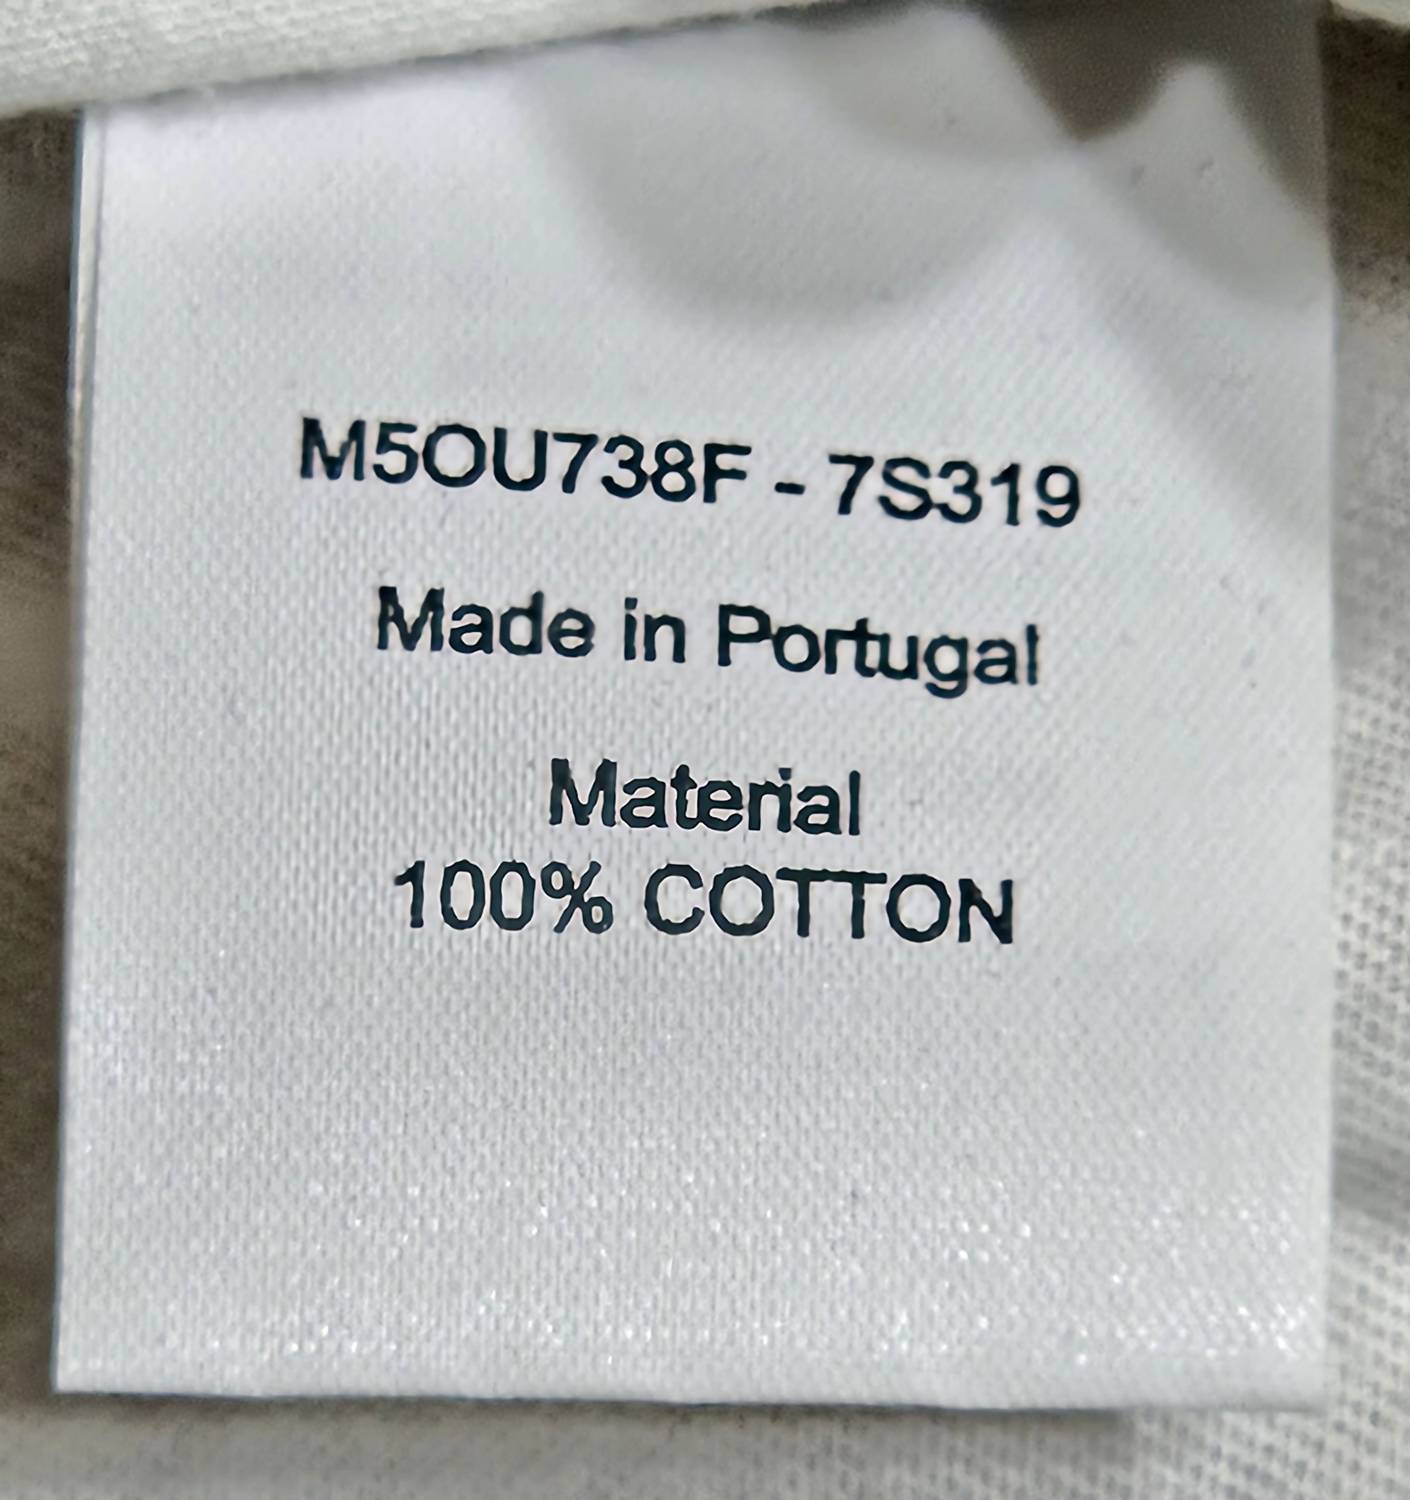 M5OU738F - 7S319
Made in Portugal
Material
100% COTTON